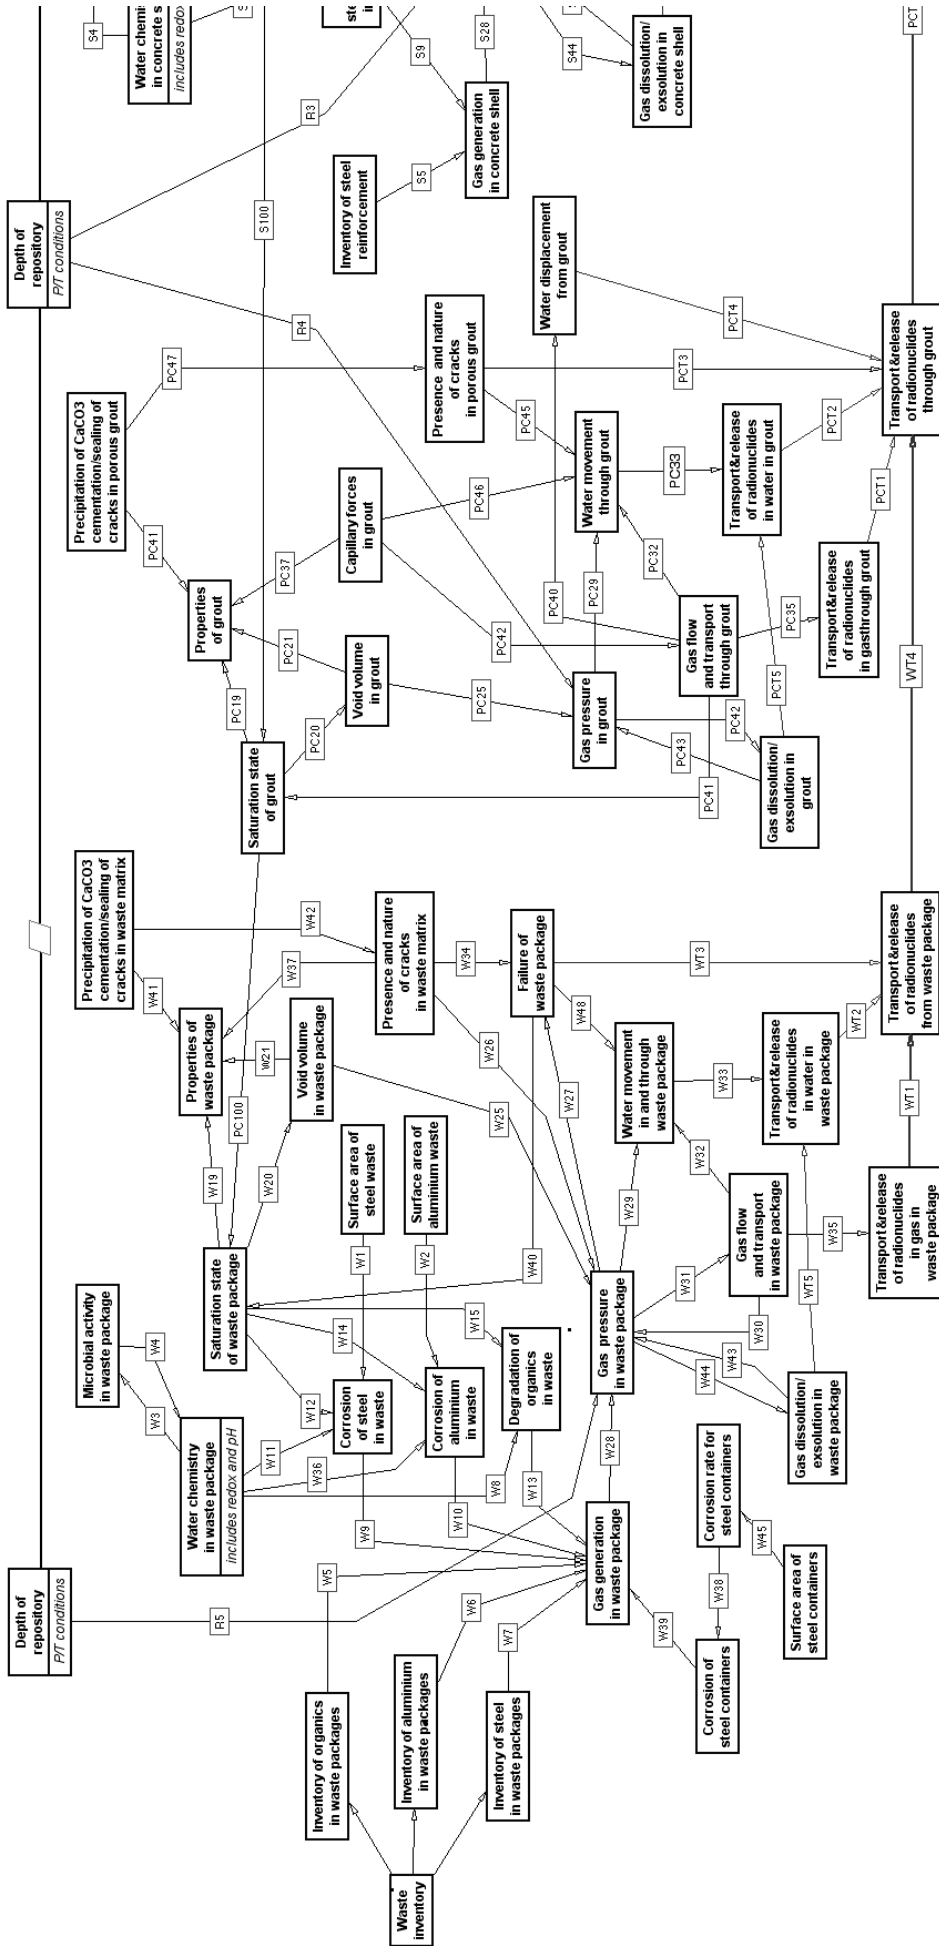 Depth of
repository
P/T conditions
Depth of
repository
P/T conditions
S4
Water chemis
in concrete s
includes redox
R3
S100
R4
R5
ste
in
S9
S28
S44
Inventory of steel
reinforcement
S5
Gas generation
in concrete shell
Gas dissolution/
exsolution in
concrete shell
PCT
Microbial activity
in waste package
W3
W4
Water chemistry
in waste package
includes redox and pH
Precipitation of CaCO3
cementation/sealing of
cracks in waste matrix
W41
W42
Precipitation of CaCO3
cementation/sealing of
cracks in porous grout
PC41
PC47
Properties of
waste package
W37
W21
W19
PC100
Properties
of grout
PC37
PC21
PC19
Saturation state
of waste package
W20
Void volume
in waste package
Saturation state
of grout
PC20
Void volume
in grout
Capillary forces
in grout
W11
W12
W14
W36
W15
W8
W40
Surface area of
steel waste
W1
Surface area of
aluminium waste
W2
Corrosion
of steel
in waste
Corrosion of
aluminium
in waste
Degradation of
organics
in waste
W9
W10
W13
W5
W6
W7
Waste
inventory
Inventory of organics
in waste packages
Inventory of aluminium
in waste packages
Inventory of steel
in waste packages
Gas generation
in waste package
W28
W39
Corrosion of
steel containers
W38
Corrosion rate for
steel containers
W45
Surface area of
steel containers
Presence and nature
of cracks
in waste matrix
W34
W26
W25
W27
Failure of
waste package
W48
WT3
Gas pressure
in waste package
W29
W31
W30
W43
W44
Water movement
in and through
waste package
W32
W33
Gas flow
and transport
in waste package
W35
Gas dissolution/
exsolution in
waste package
WT5
Transport&release
of radionuclides
in water in
waste package
WT2
Transport&release
of radionuclides
in gas in
waste package
WT1
Transport&release
of radionuclides
from waste package
WT4
Presence and nature
of cracks
in porous grout
PC45
PC46
PC42
PC25
PCT3
Water displacement
from grout
PCT4
Gas pressure
in grout
PC29
PC40
PC42
PC43
PC41
Water movement
through grout
PC32
PC33
Gas flow
and transport
through grout
PC35
Gas dissolution/
exsolution in
grout
PCT5
Transport&release
of radionuclides
in water in grout
PCT2
Transport&release
of radionuclides
in gasthrough grout
PCT1
Transport&release
of radionuclides
through grout